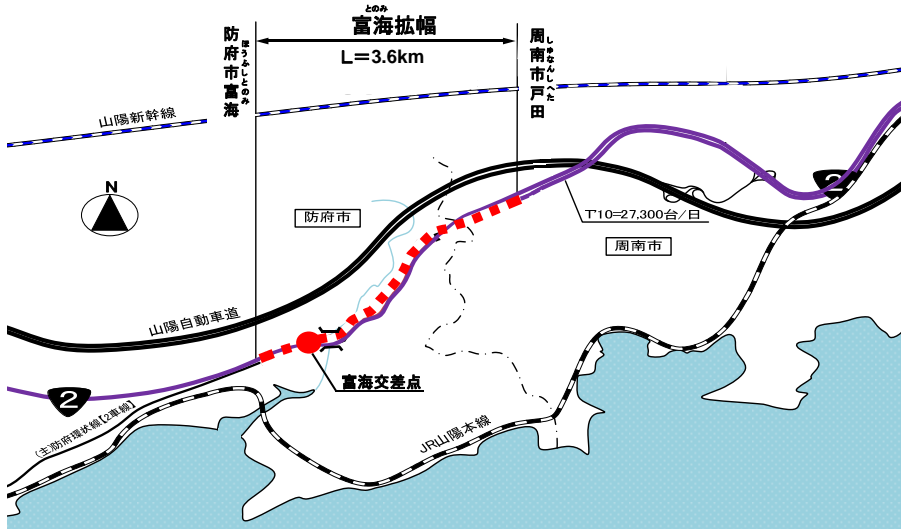 とのみ
富海拡幅
L=3.6km
防府市富海
ほうふしとのみ
周南市戸田
しゅなんしへた
山陽新幹線
N
防府市
2
T10=27,300台/日
周南市
山陽自動車道
富海交差点
2
(主)防府環状線【2車線】
JR山陽本線